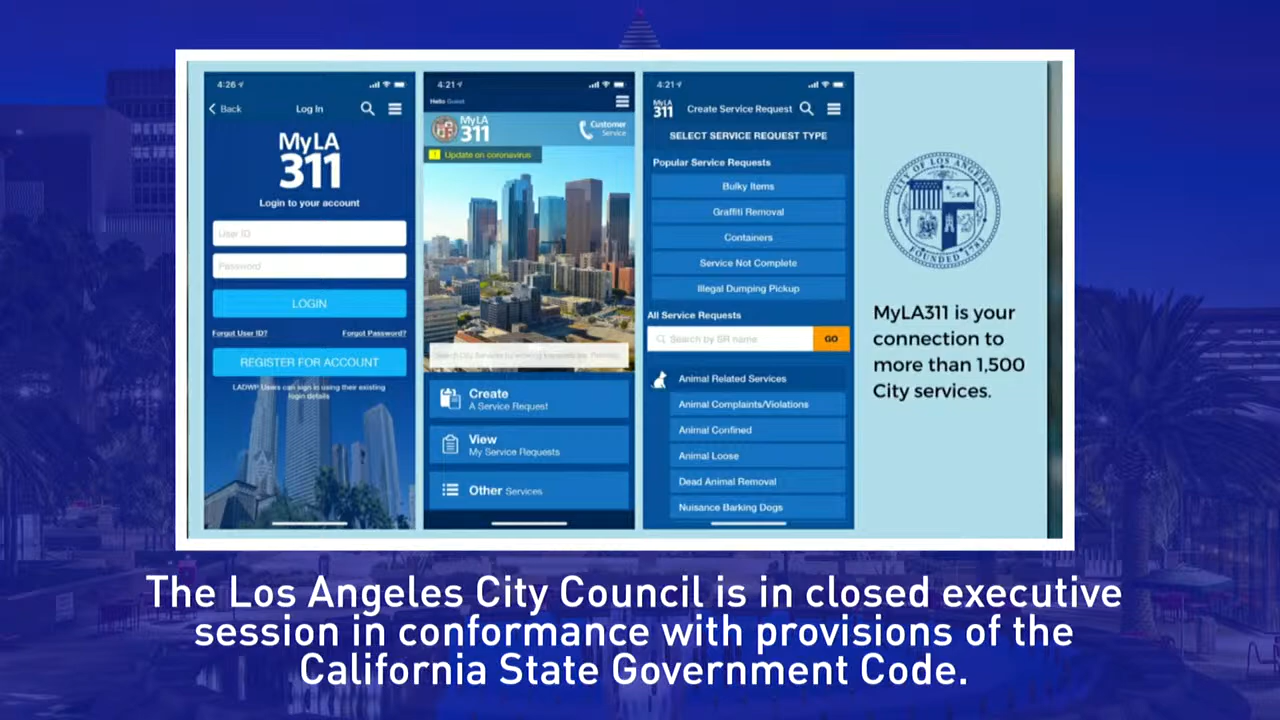 4:26
Back
Log In
MyLA
311
Login to your account
User ID
Password
LOGIN
Forgot User ID?
Forgot Password?
REGISTER FOR ACCOUNT
LADWP Users can sign in using their existing
login details
4:21
Hello Guest
MyLA
311
Customer
Service
! Update on coronavirus
Create
A Service Request
View
My Service Requests
Other Services
4:21
MyLA
311
Create Service Request
SELECT SERVICE REQUEST TYPE
Popular Service Requests
Bulky Items
Graffiti Removal
Containers
Service Not Complete
Illegal Dumping Pickup
All Service Requests
Search by SR name
GO
Animal Related Services
Animal Complaints/Violations
Animal Confined
Animal Loose
Dead Animal Removal
Nuisance Barking Dogs
CITY OF LOS ANGELES
FOUNDED 1781
MyLA311 is your
connection to
more than 1,500
City services.
The Los Angeles City Council is in closed executive
session in conformance with provisions of the
California State Government Code.